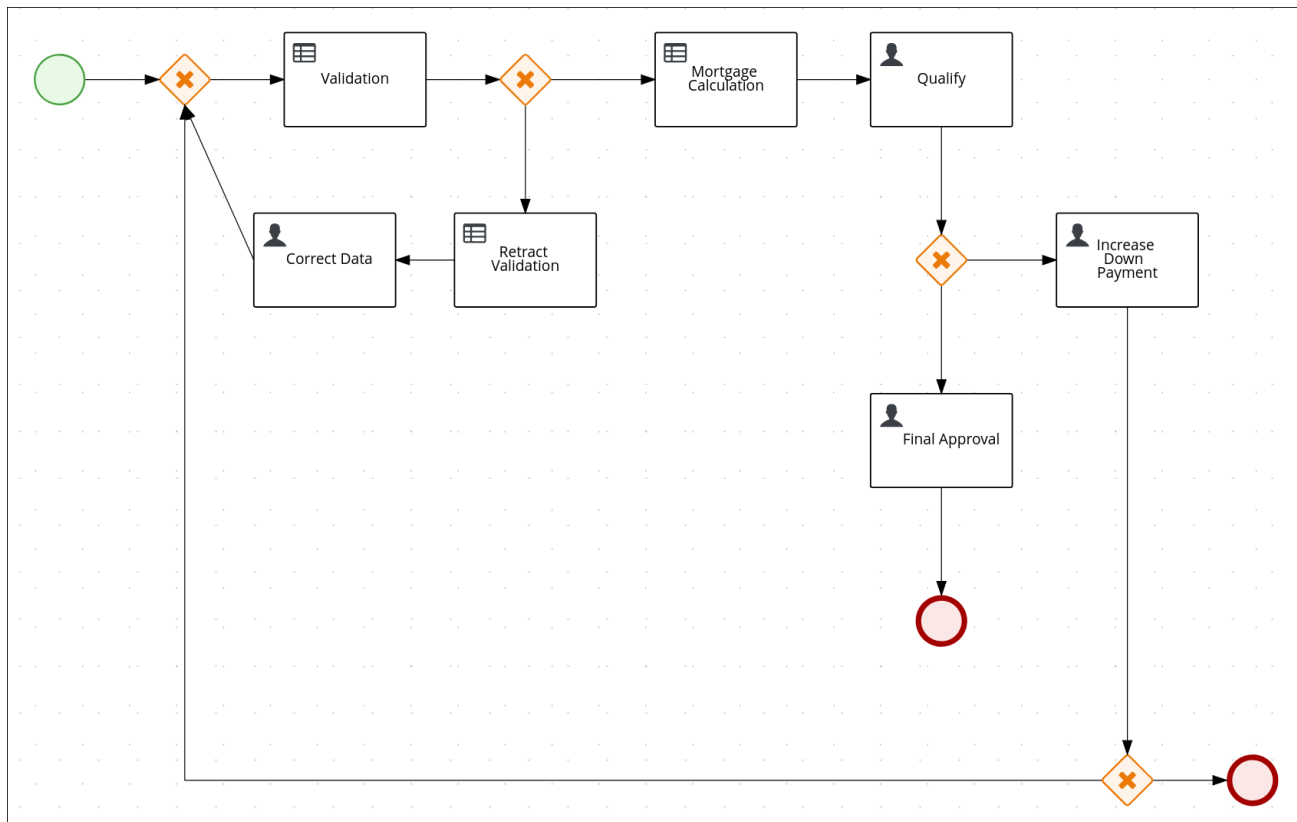 Validation
Mortgage
Calculation
Qualify
Correct Data
Retract
Validation
Increase
Down
Payment
Final Approval